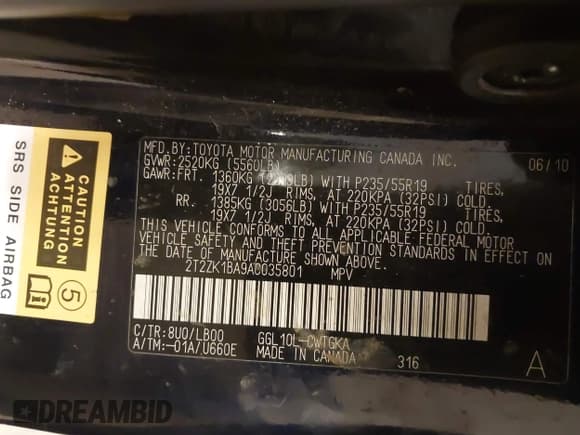 MFD.BY:TOYOTA MOTOR MANUFACTURING CANADA INC. 06/10
GVWR:2520KG (5560LB)
GAWR:FRT. 1360KG WITH P235/55R19 TIRES,
19X7 1/2J RIMS, AT 220KPA (32PSI) COLD.
RR. 1385KG (3056LB) WITH P235/55R19 TIRES,
19X7 1/2J RIMS, AT 220KPA (32PSI) COLD.
THIS VEHICLE CONFORMS TO ALL APPLICABLE FEDERAL MOTOR
VEHICLE SAFETY AND THEFT PREVENTION STANDARDS IN EFFECT ON
THE DATE OF MANUFACTURE SHOWN ABOVE.
2T2ZK1BA9AC035801 MPV
C/TR:8U0/LB00 GGL10L-CWTGKA
A/TM:-01A/U660E MADE IN CANADA 316 A
SRS SIDE AIRBAG
CAUTION
ATTENTION
ACHTUNG
5
DREAMBID